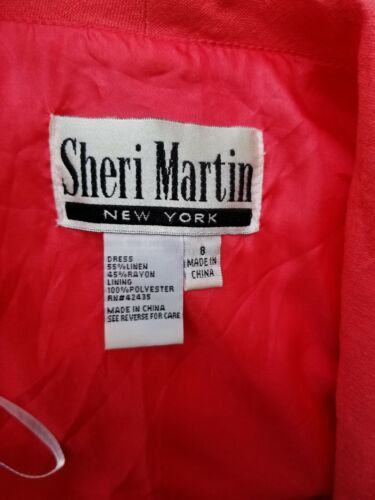 Sheri Martin
NEW YORK
DRESS
55%LINEN
45%RAYON
LINING
100%POLYESTER
RN#42435
MADE IN CHINA
SEE REVERSE FOR CARE
8
MADE IN
CHINA